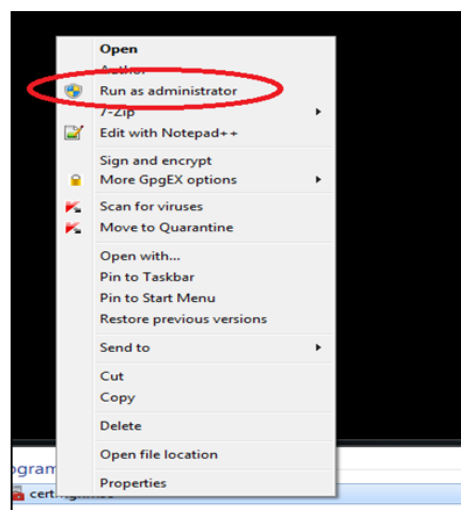 Open
Author
Run as administrator
7-Zip
Edit with Notepad++
Sign and encrypt
More GpgEX options
Scan for viruses
Move to Quarantine
Open with...
Pin to Taskbar
Pin to Start Menu
Restore previous versions
Send to
Cut
Copy
Delete
Open file location
Properties
ogram